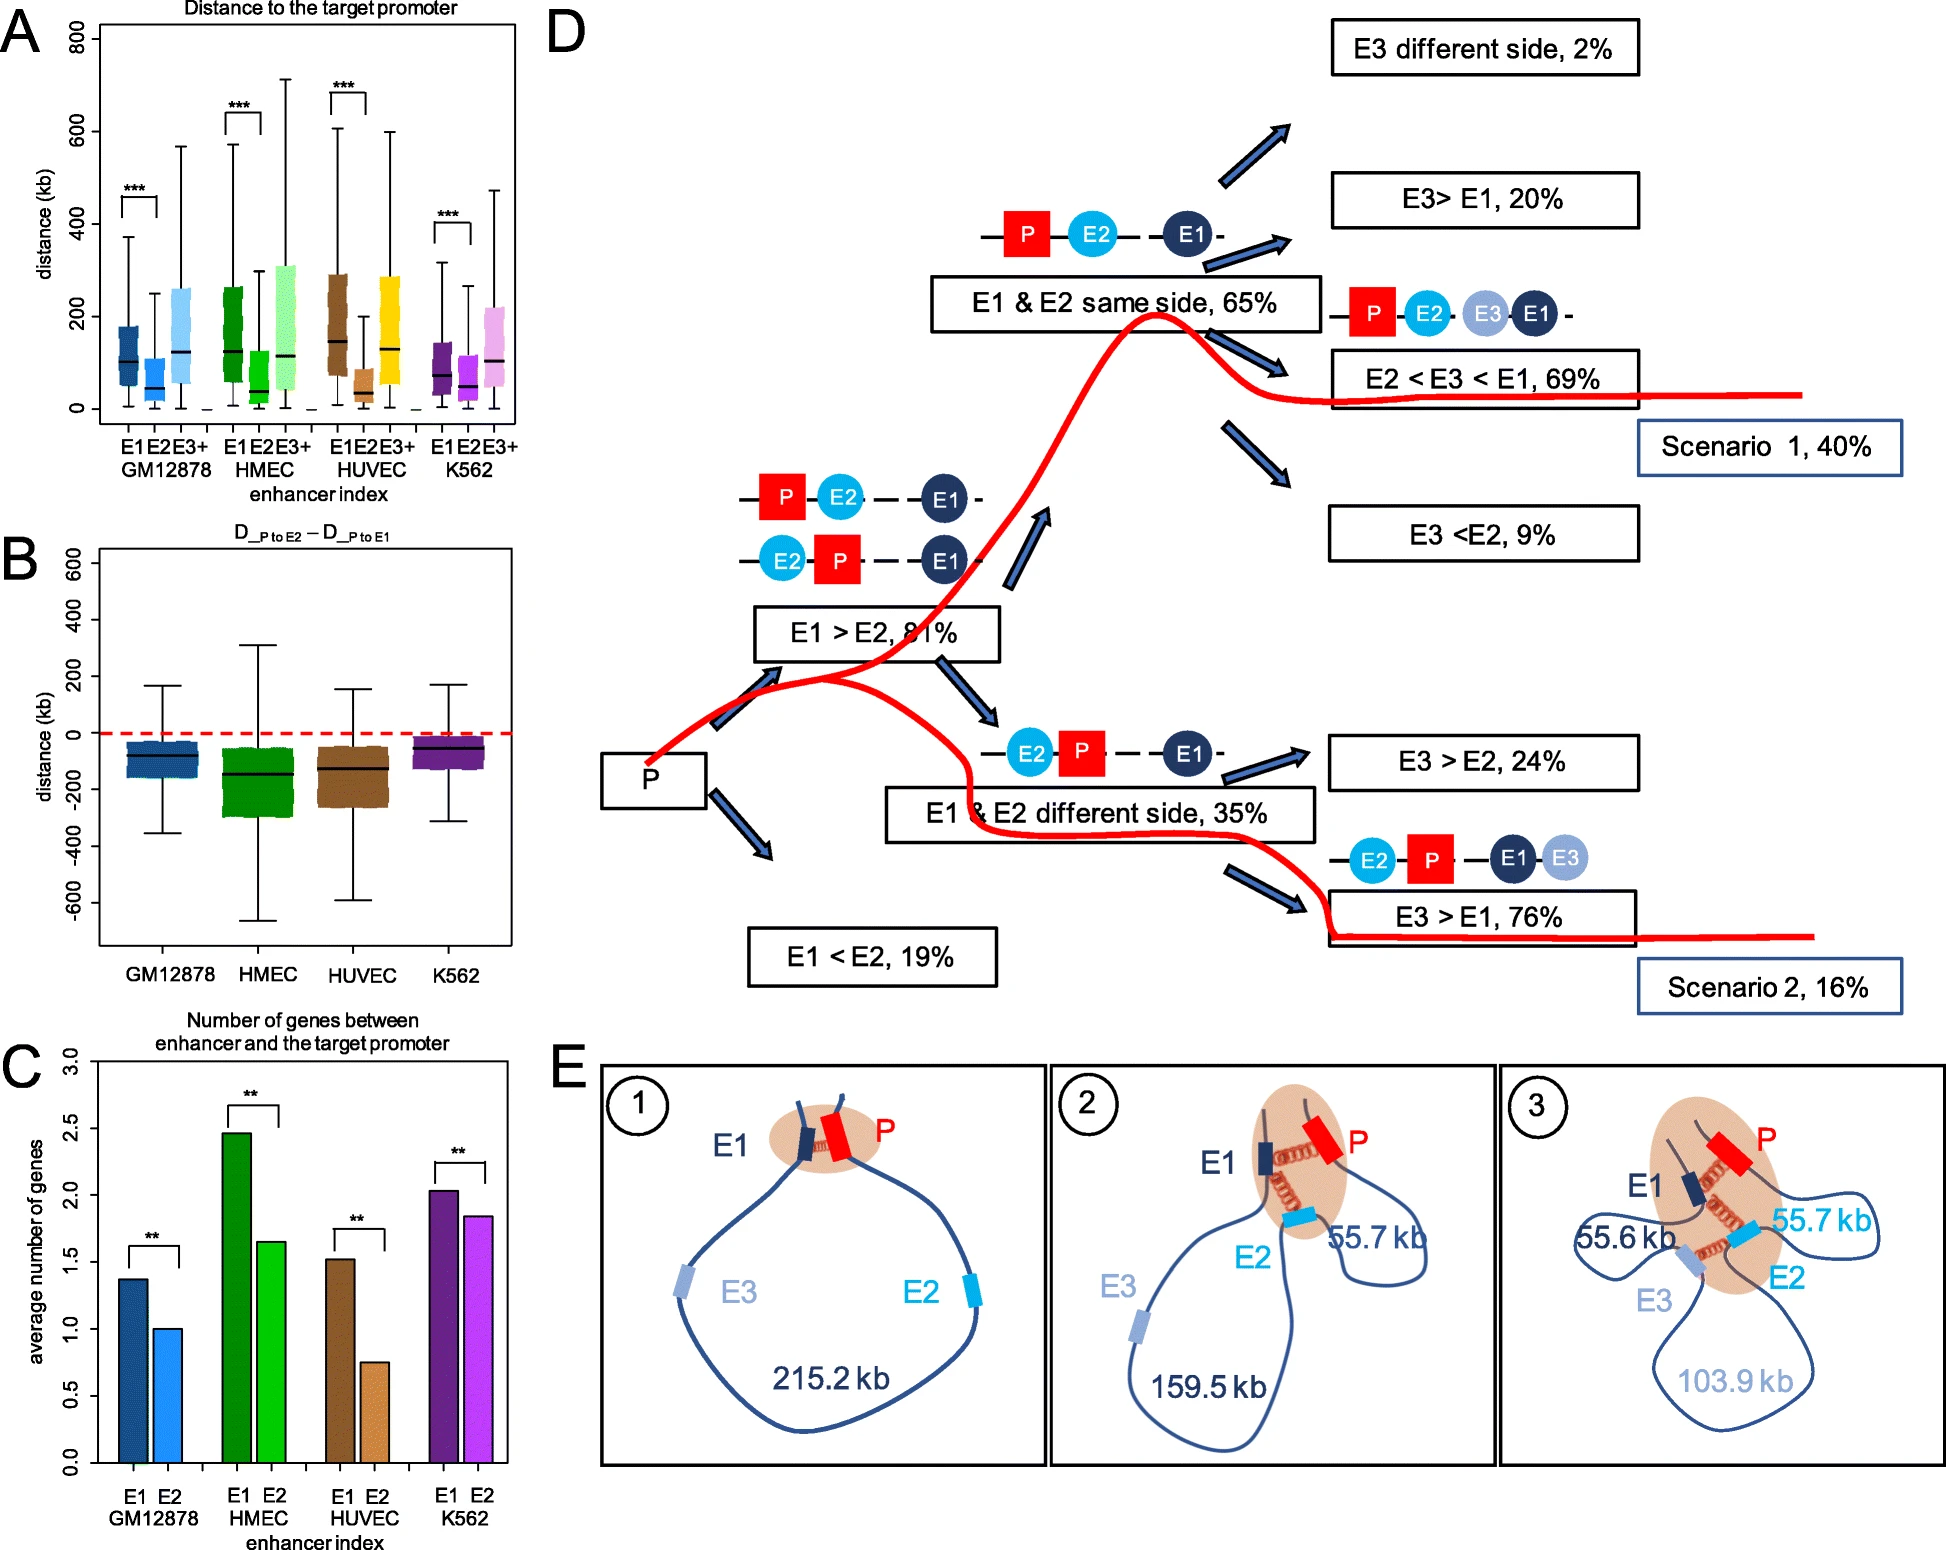 A
Distance to the target promoter
800
600
400
200
0
distance (kb)
***
***
***
***
E1 E2 E3+ E1 E2 E3+ E1 E2 E3+ E1 E2 E3+
GM12878 HMEC HUVEC K562
enhancer index
B
D_P to E2 – D_P to E1
600
400
200
0
-200
-400
-600
distance (kb)
GM12878 HMEC HUVEC K562
C
Number of genes between
enhancer and the target promoter
3.0
2.5
2.0
1.5
1.0
0.5
0.0
average number of genes
**
**
**
**
E1 E2 E1 E2 E1 E2 E1 E2
GM12878 HMEC HUVEC K562
enhancer index
D
E3 different side, 2%
E3> E1, 20%
P E2 E1
E1 & E2 same side, 65%
P E2 E3 E1
E2 < E3 < E1, 69%
Scenario 1, 40%
E3 <E2, 9%
P E2 E1
E2 P E1
E1 > E2, 81%
P
E2 P E1
E1 & E2 different side, 35%
E3 > E2, 24%
E2 P E1 E3
E3 > E1, 76%
Scenario 2, 16%
E1 < E2, 19%
E
1
E1
P
E3
E2
215.2 kb
2
E1
P
E2
55.7 kb
E3
159.5 kb
3
P
E1
55.6 kb
55.7 kb
E3
E2
103.9 kb